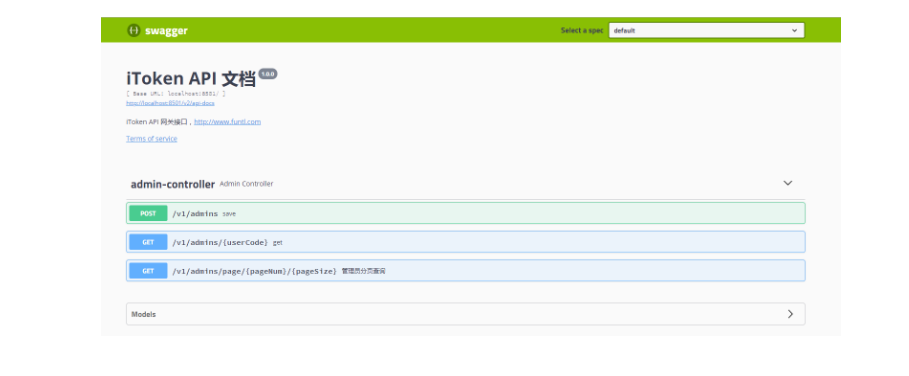 swagger
Select a spec default
iToken API 文档 1.0.0
[ Base URL: localhost:8501/ ]
http://localhost:8501/v2/api-docs
iToken API 网关接口，http://www.funtl.com
Terms of service
admin-controller Admin Controller
POST /v1/admins save
GET /v1/admins/{userCode} get
GET /v1/admins/page/{pageNum}/{pageSize} 管理员分页查询
Models